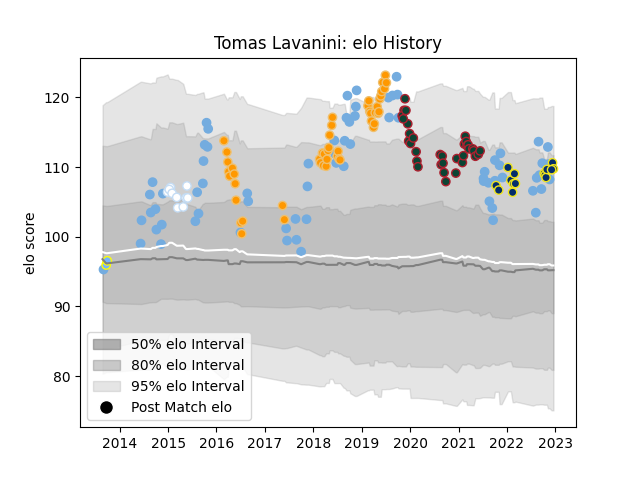 Tomas Lavanini: elo History
elo score
120
110
100
90
80
50% elo Interval
80% elo Interval
95% elo Interval
Post Match elo
2014 2015 2016 2017 2018 2019 2020 2021 2022 2023